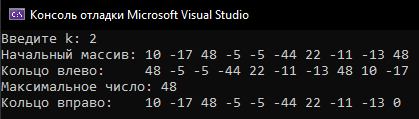 Консоль отладки Microsoft Visual Studio
Введите k: 2
Начальный массив: 10 -17 48 -5 -5 -44 22 -11 -13 48
Кольцо влево:     48 -5 -5 -44 22 -11 -13 48 10 -17
Максимальное число: 48
Кольцо вправо:    10 -17 48 -5 -5 -44 22 -11 -13 0